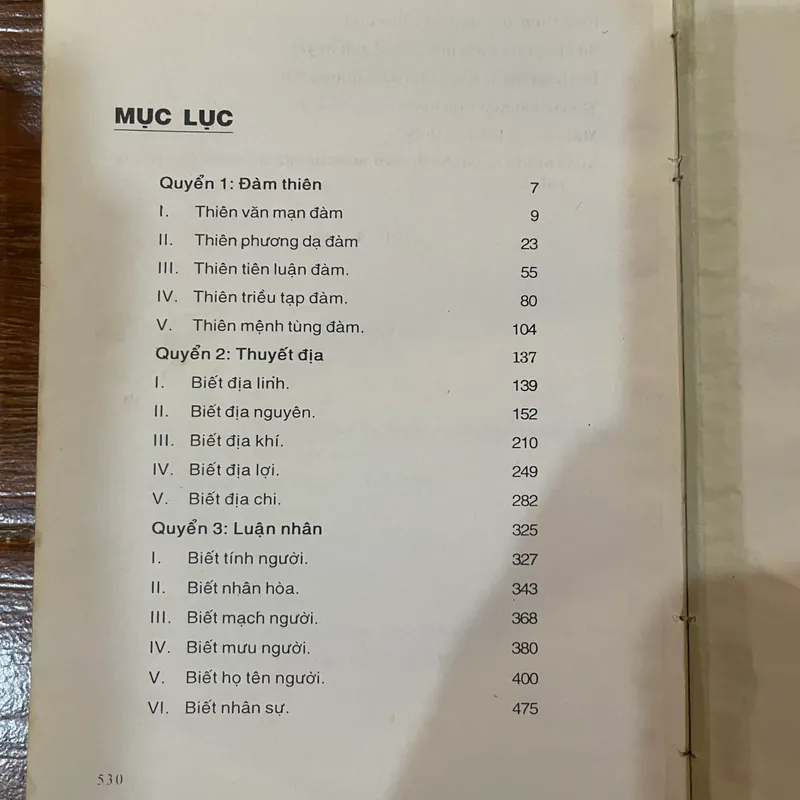 MỤC LỤC
Quyển 1: Đàm thiên 7
I. Thiên văn mạn đàm 9
II. Thiên phương dạ đàm 23
III. Thiên tiên luận đàm. 55
IV. Thiên triều tạp đàm. 80
V. Thiên mệnh tùng đàm. 104
Quyển 2: Thuyết địa 137
I. Biết địa linh. 139
II. Biết địa nguyên. 152
III. Biết địa khí. 210
IV. Biết địa lợi. 249
V. Biết địa chi. 282
Quyển 3: Luận nhân 325
I. Biết tính người. 327
II. Biết nhân hòa. 343
III. Biết mạch người. 368
IV. Biết mưu người. 380
V. Biết họ tên người. 400
VI. Biết nhân sự. 475
530